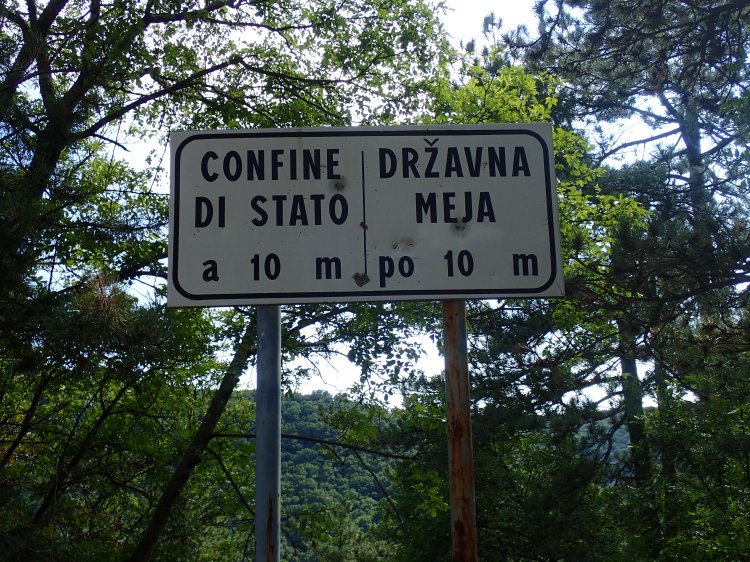 CONFINE
DI STATO
a 10 m
DRŽAVNA
MEJA
po 10 m